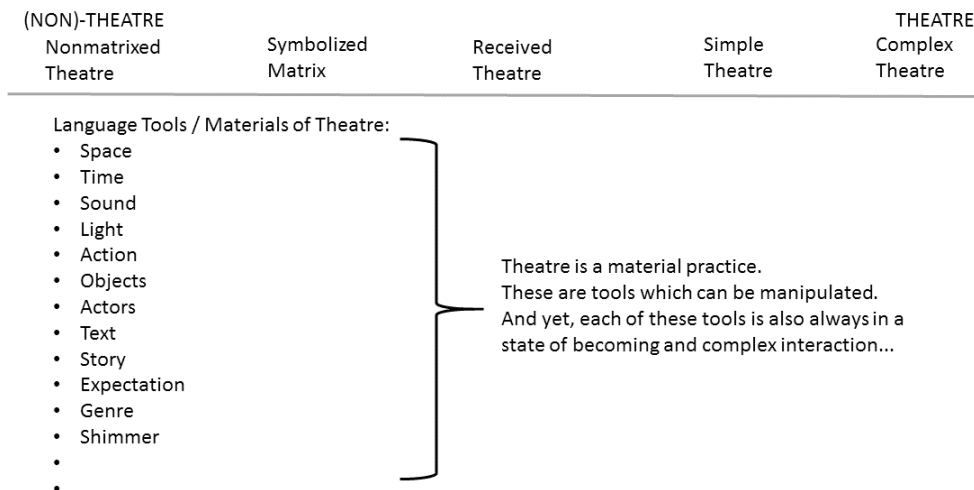 (NON)-THEATRE THEATRE
Nonmatrixed Symbolized Received Simple Complex
Theatre Matrix Theatre Theatre Theatre
Language Tools / Materials of Theatre:
• Space
• Time
• Sound
• Light
• Action
• Objects
• Actors
• Text
• Story
• Expectation
• Genre
• Shimmer
•
•
Theatre is a material practice.
These are tools which can be manipulated.
And yet, each of these tools is also always in a
state of becoming and complex interaction...